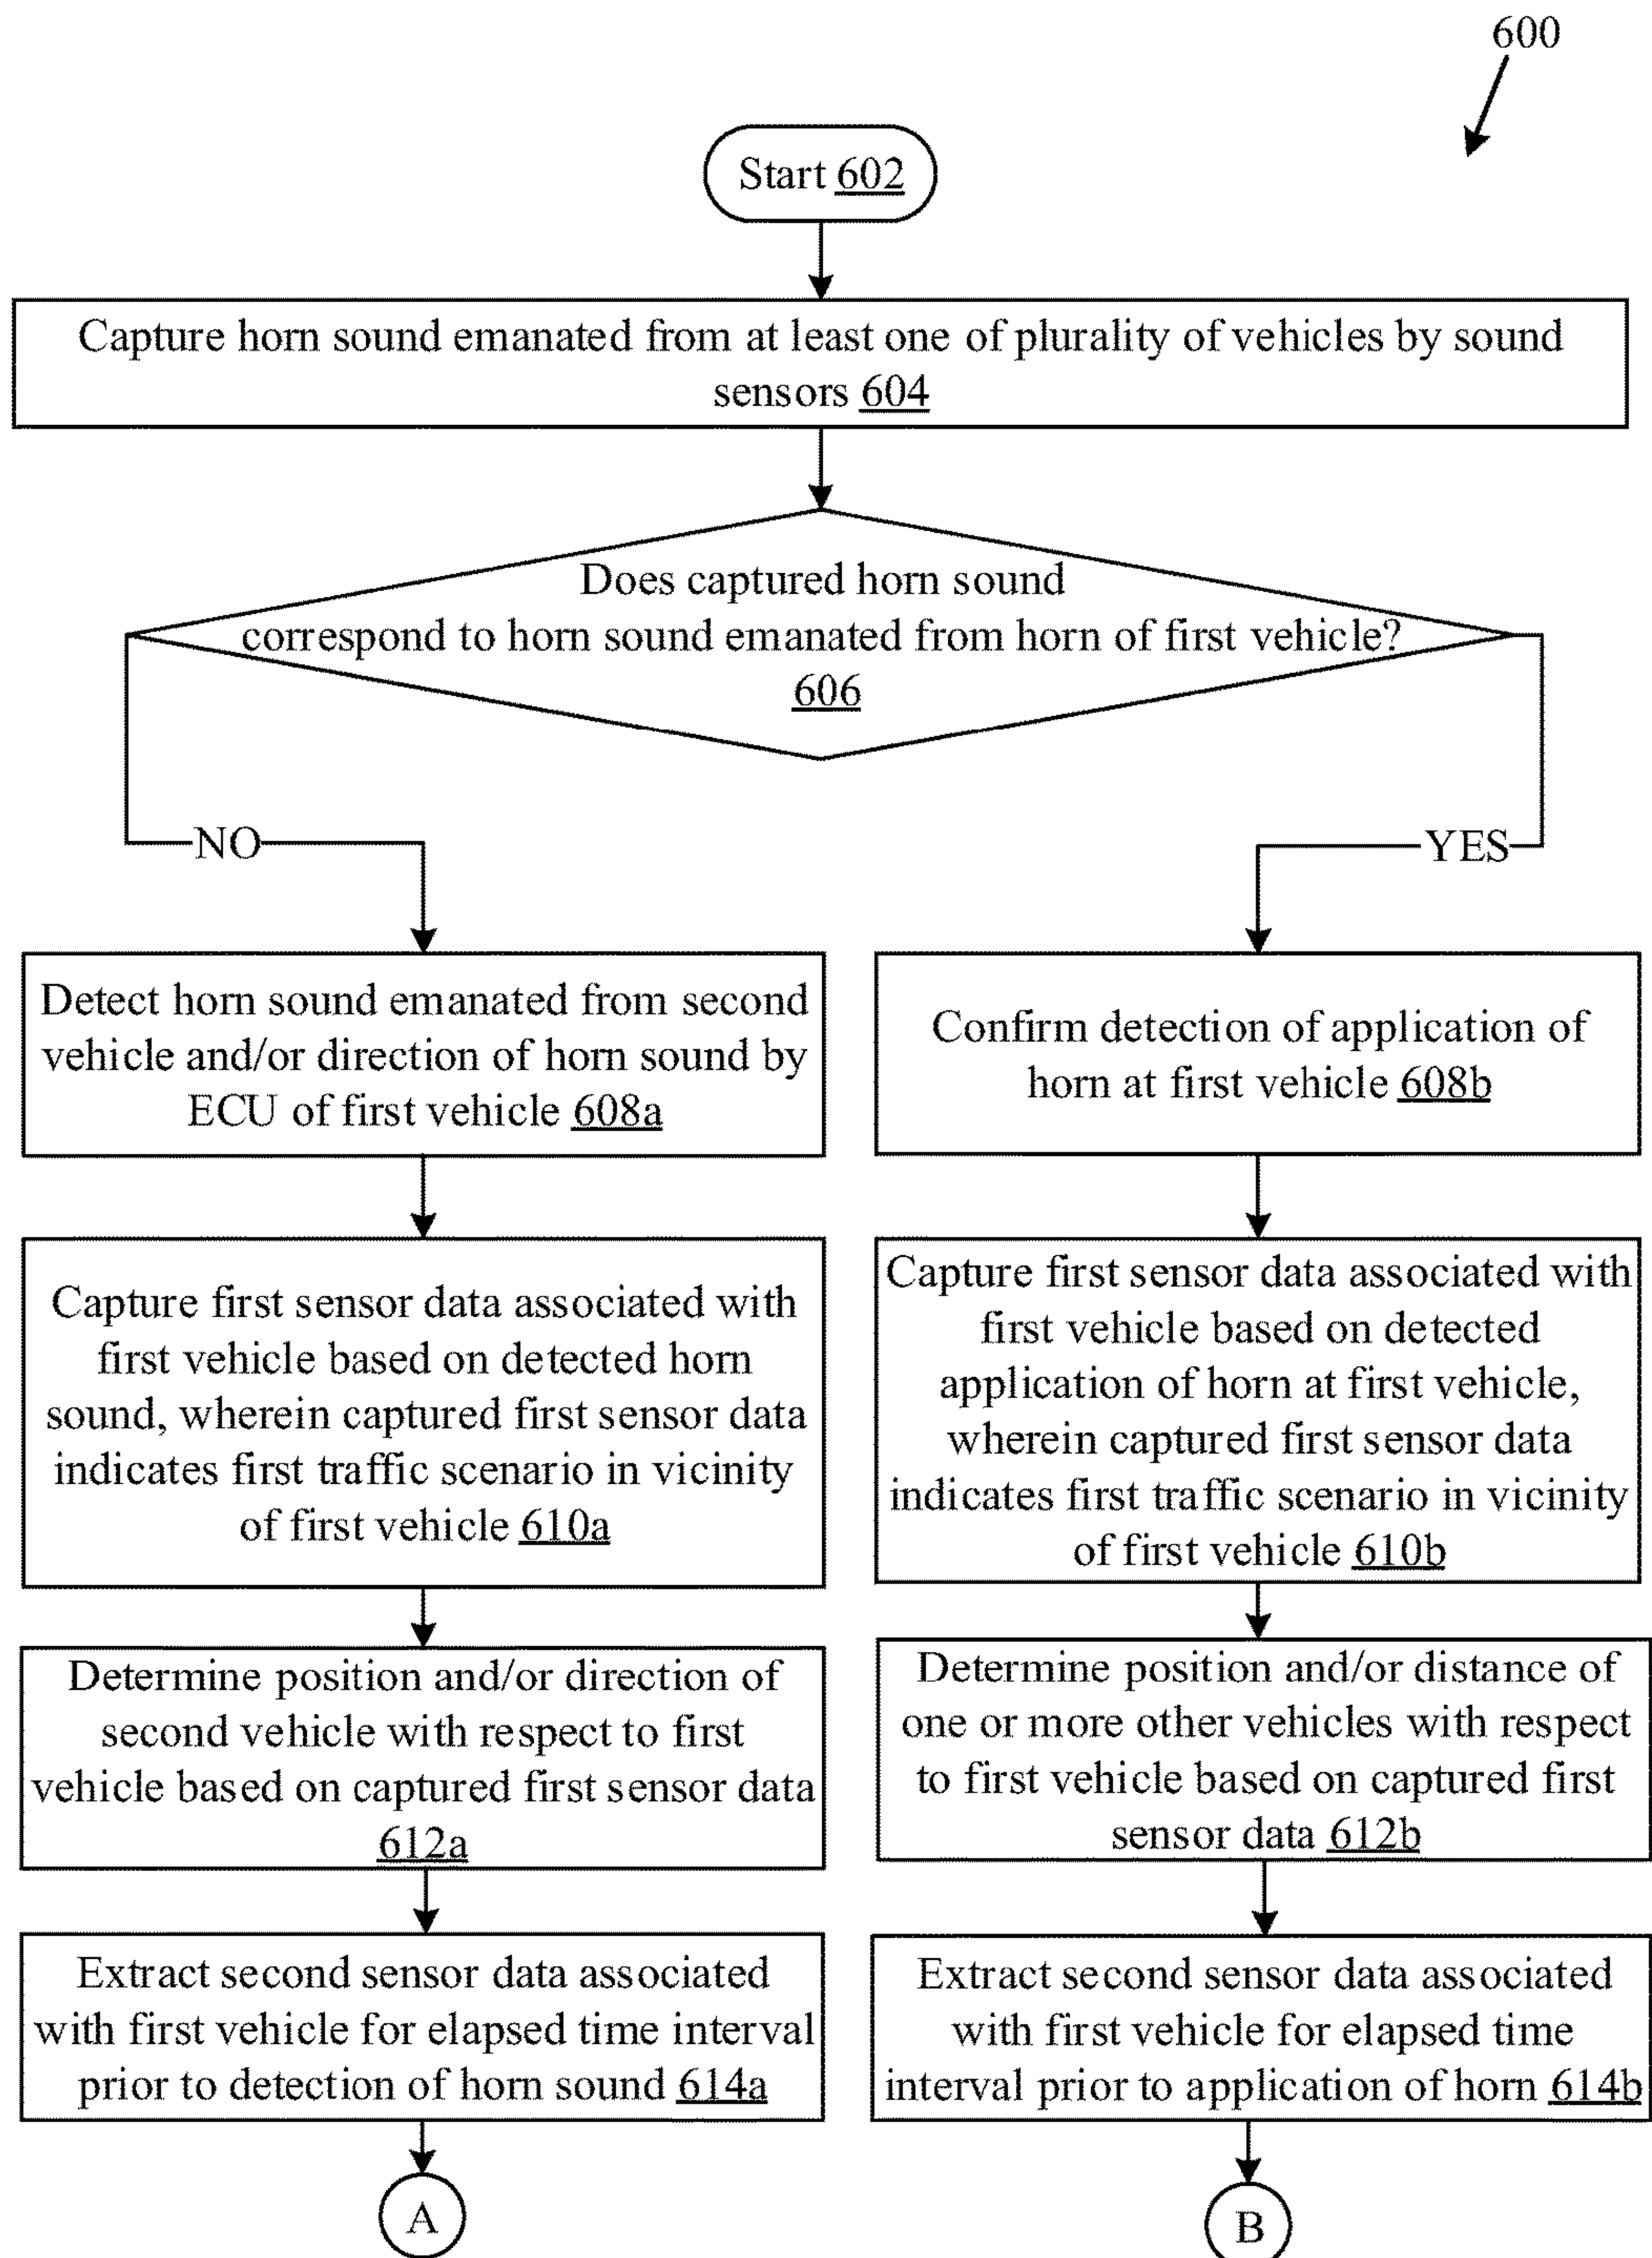 600
Start 602
Capture horn sound emanated from at least one of plurality of vehicles by sound
sensors 604
Does captured horn sound
correspond to horn sound emanated from horn of first vehicle?
606
NO
YES
Detect horn sound emanated from second
vehicle and/or direction of horn sound by
ECU of first vehicle 608a
Confirm detection of application of
horn at first vehicle 608b
Capture first sensor data associated with
first vehicle based on detected horn
sound, wherein captured first sensor data
indicates first traffic scenario in vicinity
of first vehicle 610a
Capture first sensor data associated with
first vehicle based on detected
application of horn at first vehicle,
wherein captured first sensor data
indicates first traffic scenario in vicinity
of first vehicle 610b
Determine position and/or direction of
second vehicle with respect to first
vehicle based on captured first sensor data
612a
Determine position and/or distance of
one or more other vehicles with respect
to first vehicle based on captured first
sensor data 612b
Extract second sensor data associated
with first vehicle for elapsed time interval
prior to detection of horn sound 614a
Extract second sensor data associated
with first vehicle for elapsed time
interval prior to application of horn 614b
A
B